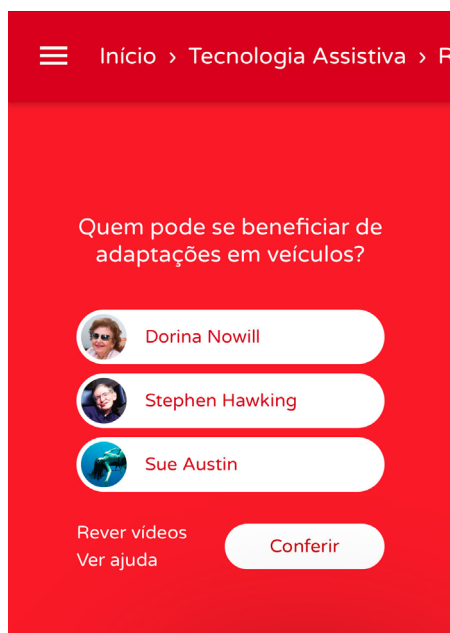 Início › Tecnologia Assistiva › R
Quem pode se beneficiar de
adaptações em veículos?
Dorina Nowill
Stephen Hawking
Sue Austin
Rever vídeos
Ver ajuda
Conferir